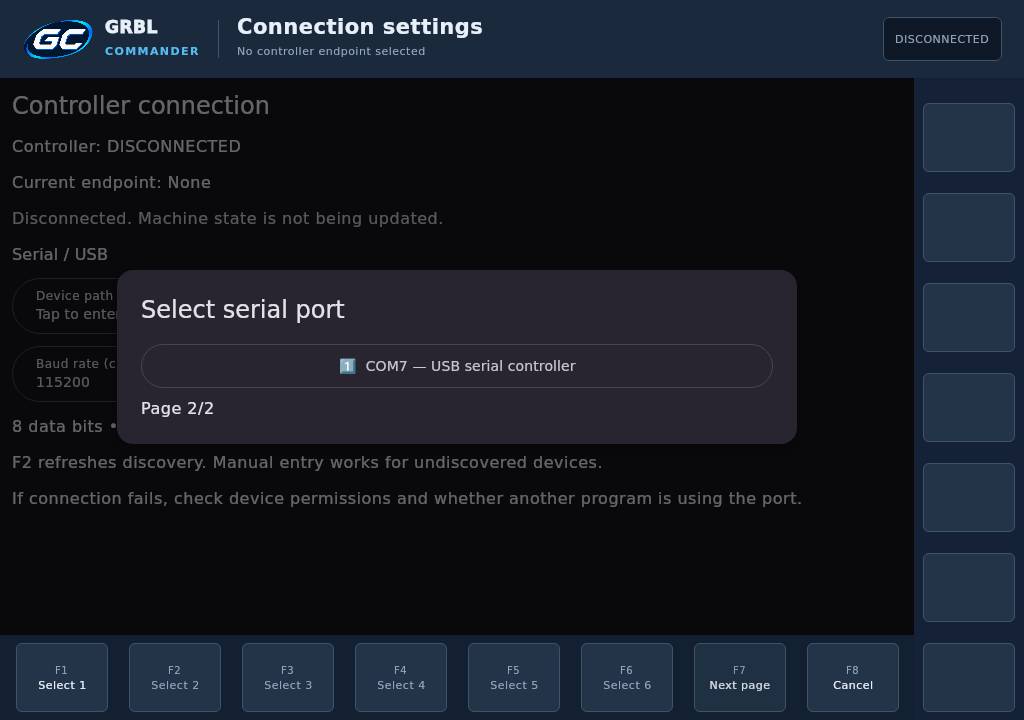 GC
GRBL
COMMANDER
Connection settings
No controller endpoint selected
DISCONNECTED
Controller connection
Controller: DISCONNECTED
Current endpoint: None
Disconnected. Machine state is not being updated.
Serial / USB
Device path
Tap to enter
Baud rate (c
115200
8 data bits •
Select serial port
1️⃣ COM7 — USB serial controller
Page 2/2
F2 refreshes discovery. Manual entry works for undiscovered devices.
If connection fails, check device permissions and whether another program is using the port.
F1
Select 1
F2
Select 2
F3
Select 3
F4
Select 4
F5
Select 5
F6
Select 6
F7
Next page
F8
Cancel